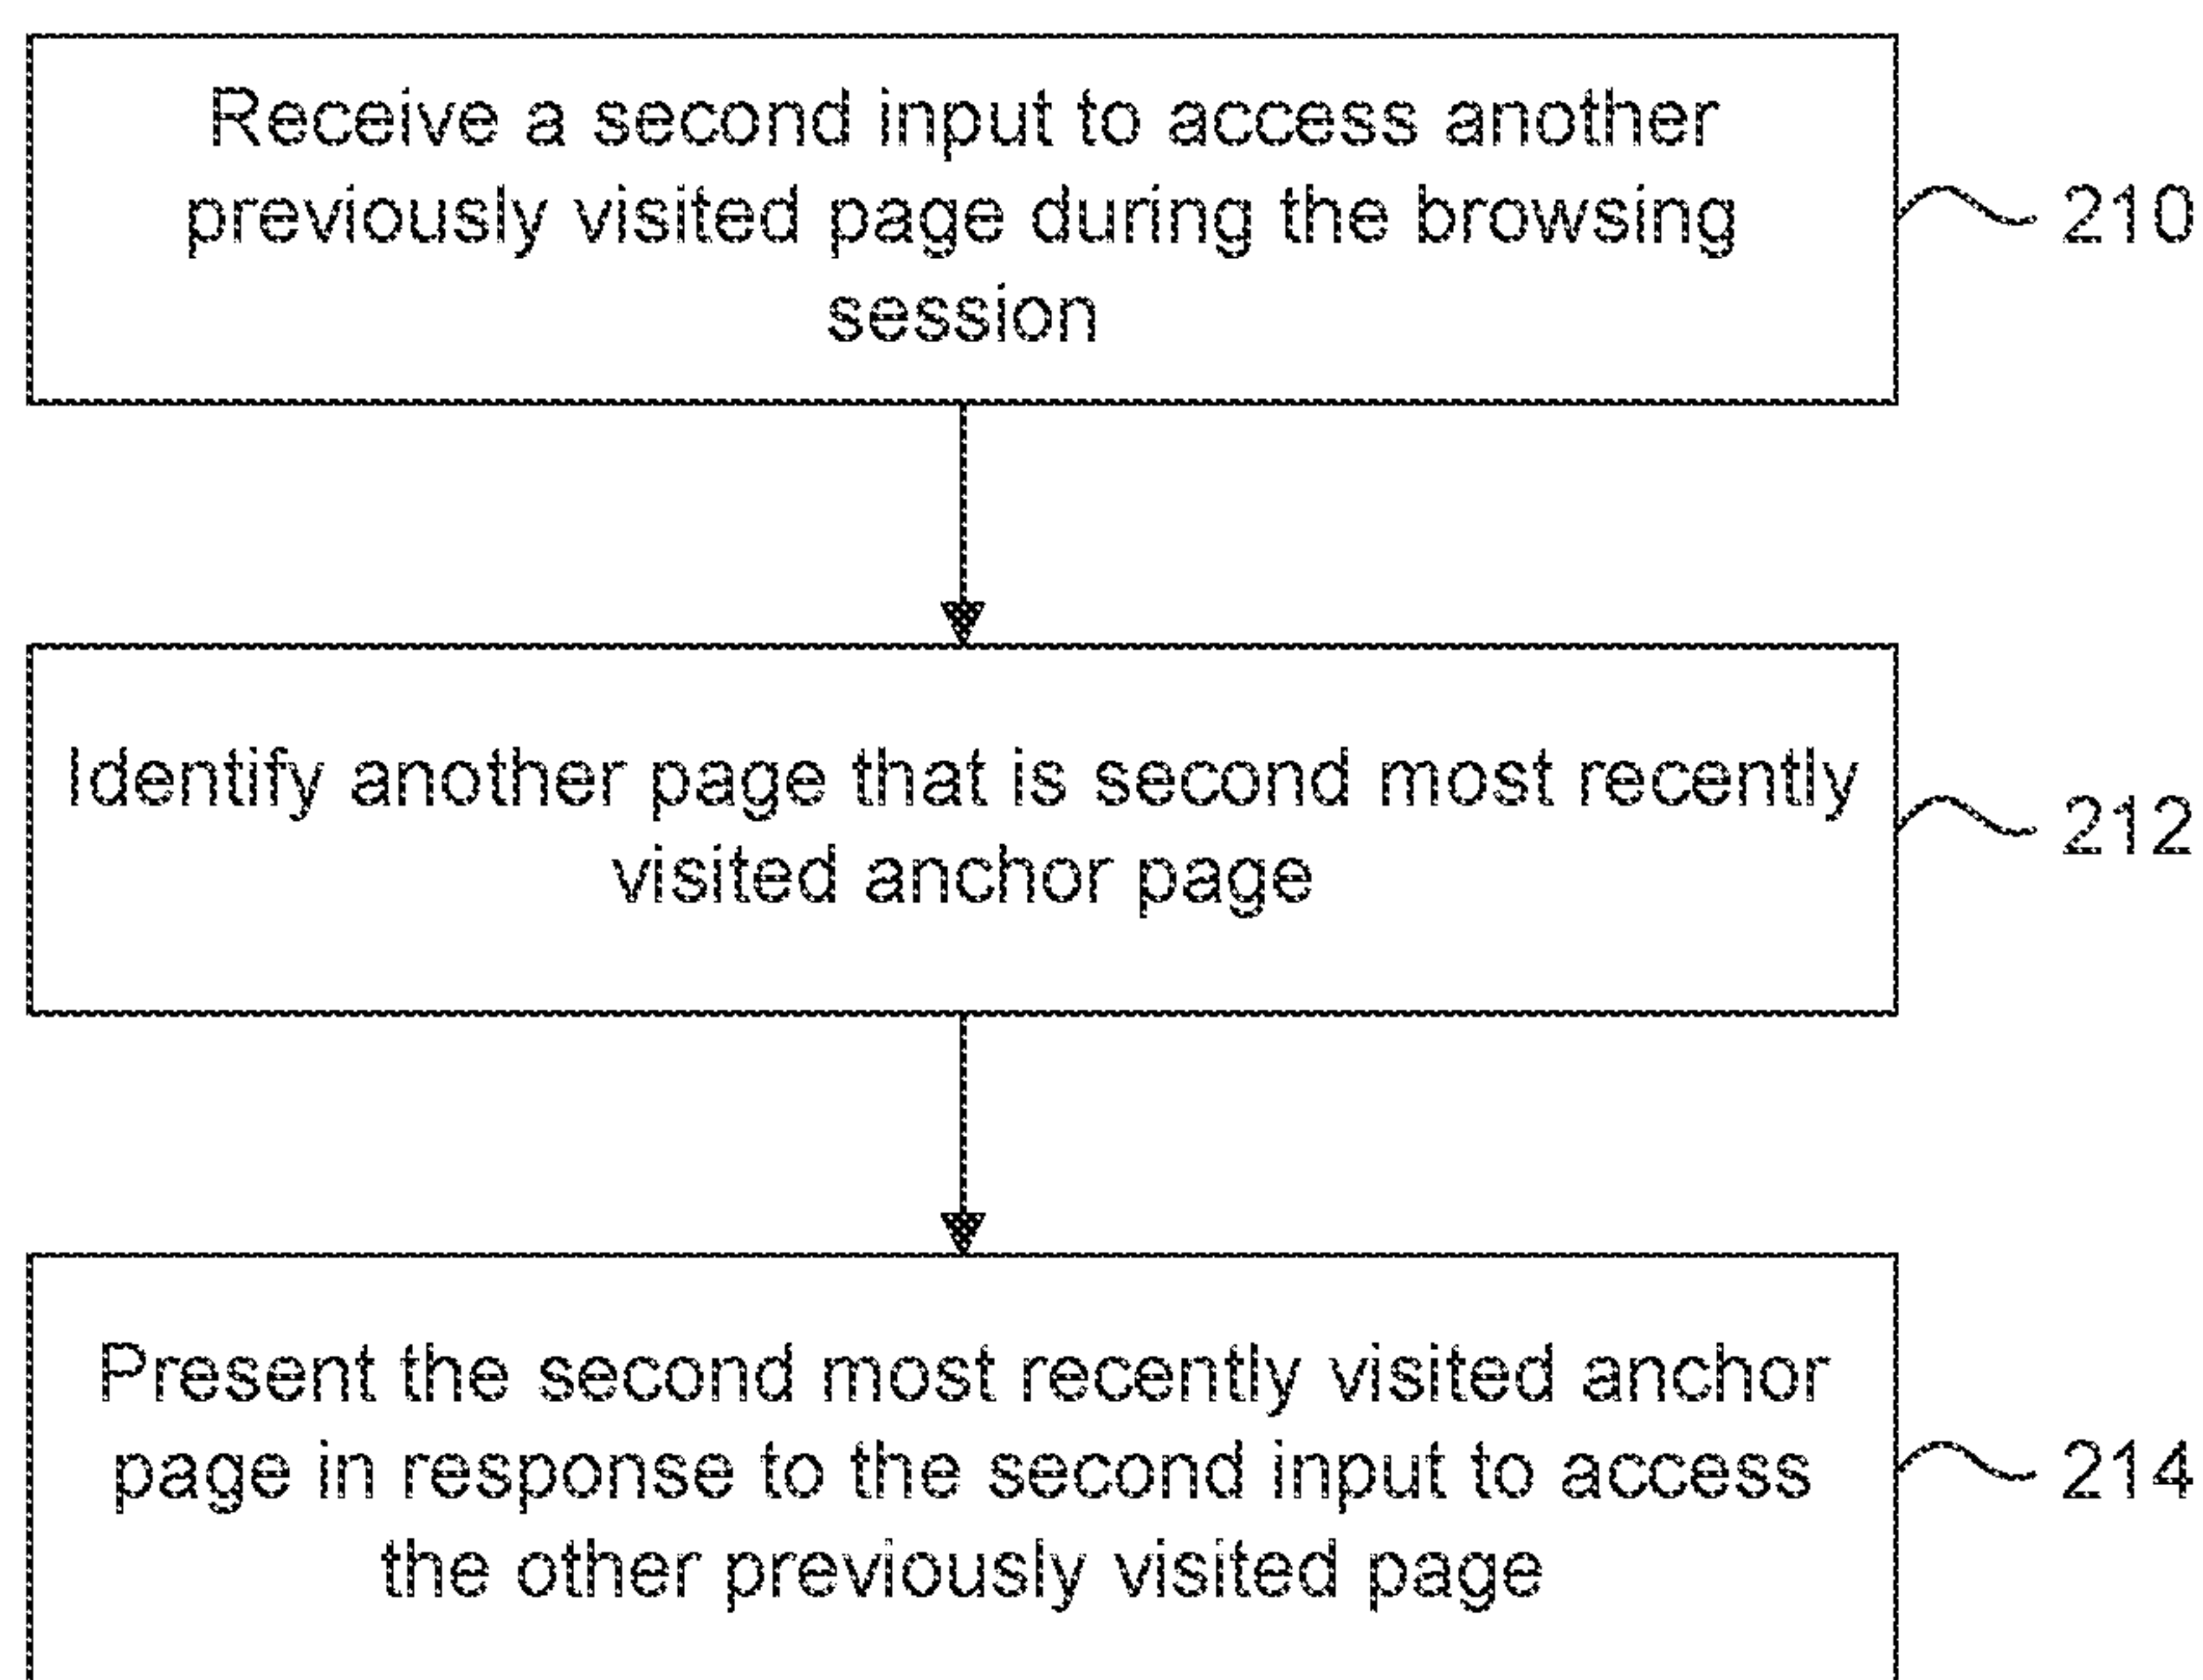 Receive a second input to access another
previously visited page during the browsing
session
210
Identify another page that is second most recently
visited anchor page
212
Present the second most recently visited anchor
page in response to the second input to access
the other previously visited page
214